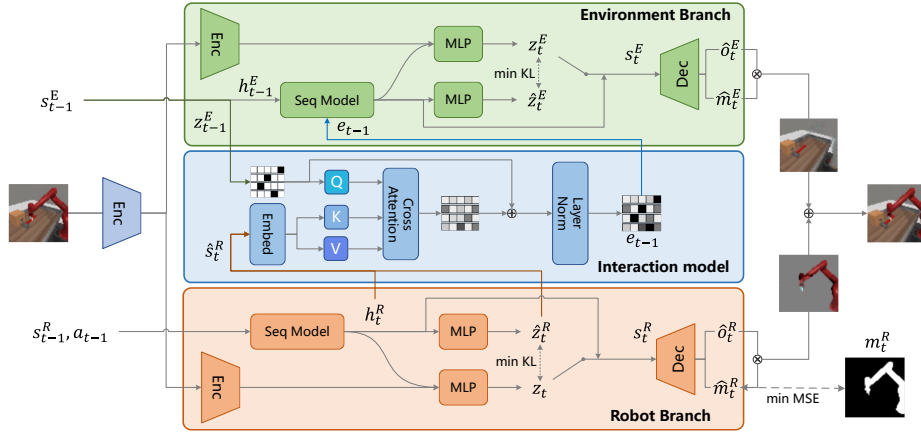 Environment Branch
Enc
MLP
z_t^E
min KL
ẑ_t^E
MLP
s_t^E
Dec
ô_t^E
m̂_t^E
⊗
h_{t-1}^E
Seq Model
s_{t-1}^E
z_{t-1}^E
e_{t-1}
Enc
Q
K
V
Embed
Cross Attention
⊕
Layer Norm
e_{t-1}
ŝ_t^R
Interaction model
⊕
h_t^R
s_{t-1}^R, a_{t-1}
Seq Model
MLP
ẑ_t^R
min KL
z_t
MLP
Enc
s_t^R
Dec
ô_t^R
m̂_t^R
⊗
m_t^R
min MSE
Robot Branch